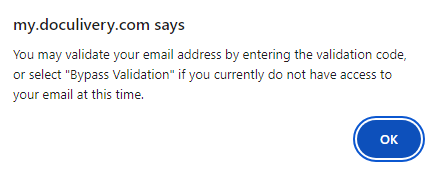 my.doculivery.com says
You may validate your email address by entering the validation code,
or select "Bypass Validation" if you currently do not have access to
your email at this time.
OK